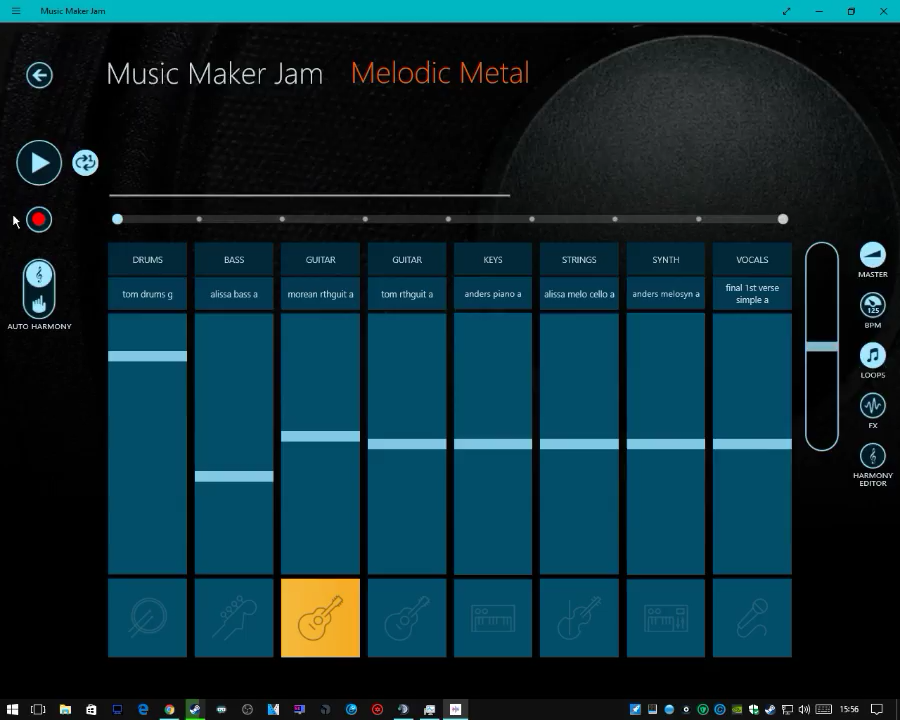 Music Maker Jam
Music Maker Jam Melodic Metal
DRUMS BASS GUITAR GUITAR KEYS STRINGS SYNTH VOCALS
tom drums g alissa bass a morean rthguit a tom rthguit a anders piano a alissa melo cello a anders melosyn a final 1st verse simple a
AUTO HARMONY
MASTER
125
BPM
LOOPS
FX
HARMONY
EDITOR
15:56